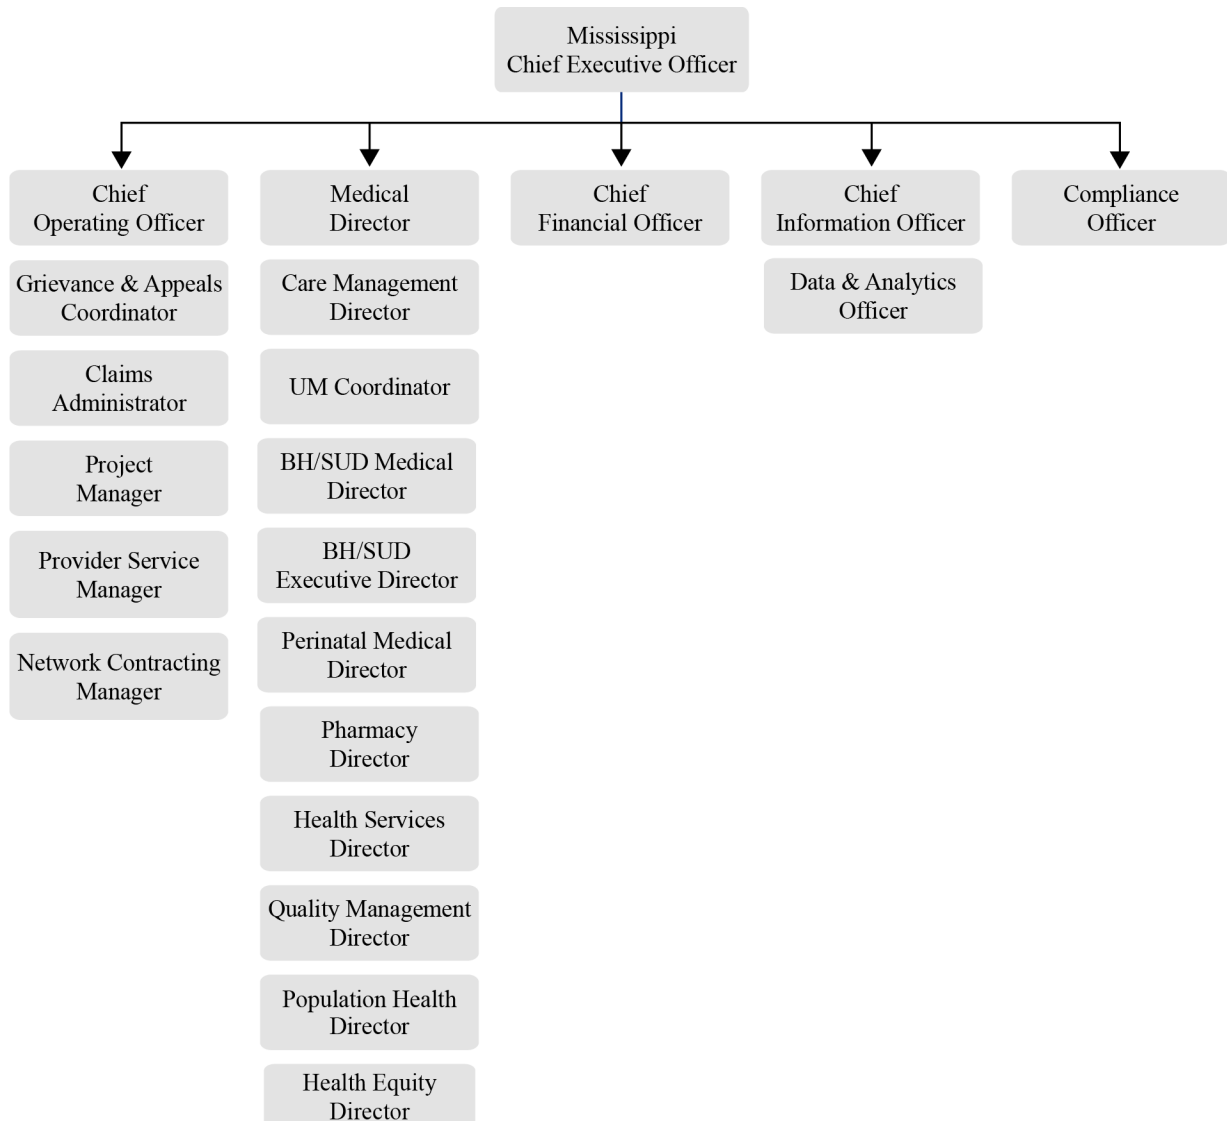 Mississippi
Chief Executive Officer
Chief
Operating Officer
Grievance & Appeals
Coordinator
Claims
Administrator
Project
Manager
Provider Service
Manager
Network Contracting
Manager
Medical
Director
Care Management
Director
UM Coordinator
BH/SUD Medical
Director
BH/SUD
Executive Director
Perinatal Medical
Director
Pharmacy
Director
Health Services
Director
Quality Management
Director
Population Health
Director
Health Equity
Director
Chief
Financial Officer
Chief
Information Officer
Data & Analytics
Officer
Compliance
Officer